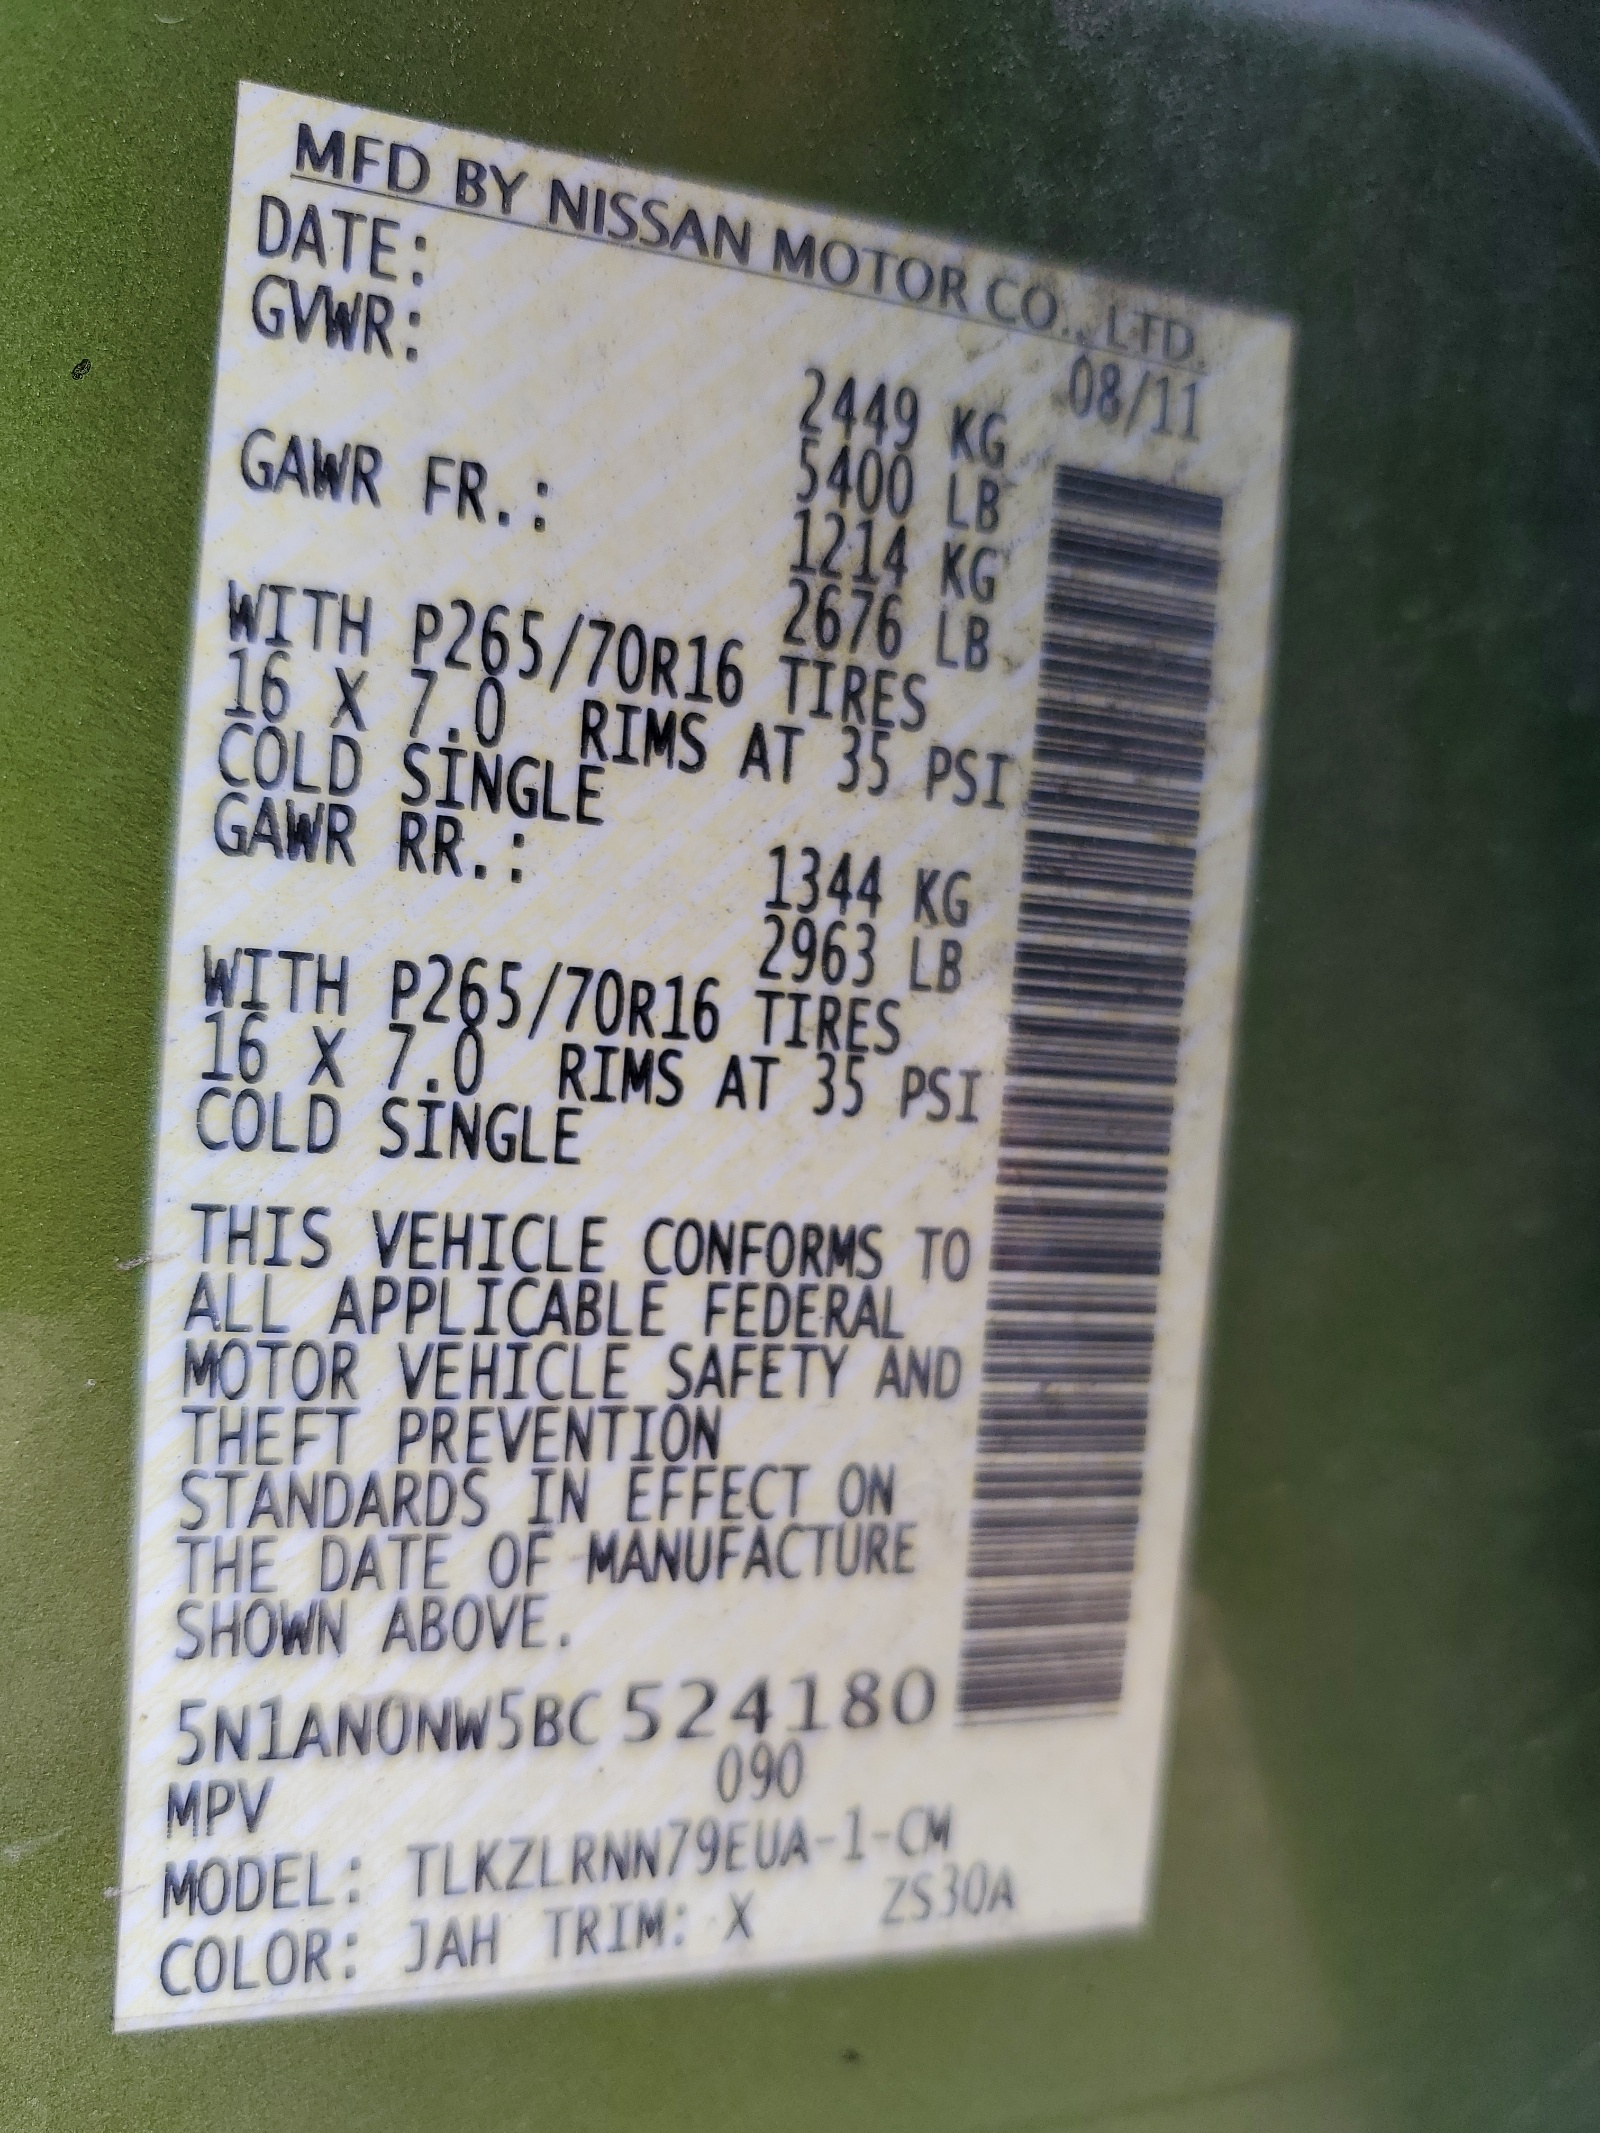 MFD BY NISSAN MOTOR CO., LTD.
DATE: 08/11
GVWR: 2449 KG
5400 LB
GAWR FR.: 1214 KG
2676 LB
WITH P265/70R16 TIRES
16 X 7.0 RIMS AT 35 PSI
COLD SINGLE
GAWR RR.: 1344 KG
2963 LB
WITH P265/70R16 TIRES
16 X 7.0 RIMS AT 35 PSI
COLD SINGLE
THIS VEHICLE CONFORMS TO
ALL APPLICABLE FEDERAL
MOTOR VEHICLE SAFETY AND
THEFT PREVENTION
STANDARDS IN EFFECT ON
THE DATE OF MANUFACTURE
SHOWN ABOVE.
5N1AN0NW5BC524180
MPV 090
MODEL: TLKZLRNN79EUA-1-CM
COLOR: JAH TRIM: X ZS30A